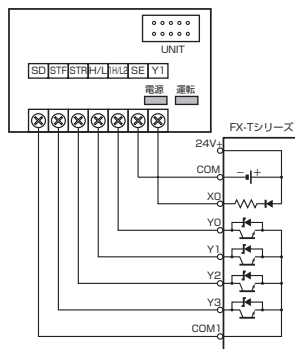 UNIT
SD STF STR H/L 1H/L2 SE Y1
電源 運転
FX-Tシリーズ
24V+
COM
- +
X0
Y0
Y1
Y2
Y3
COM1